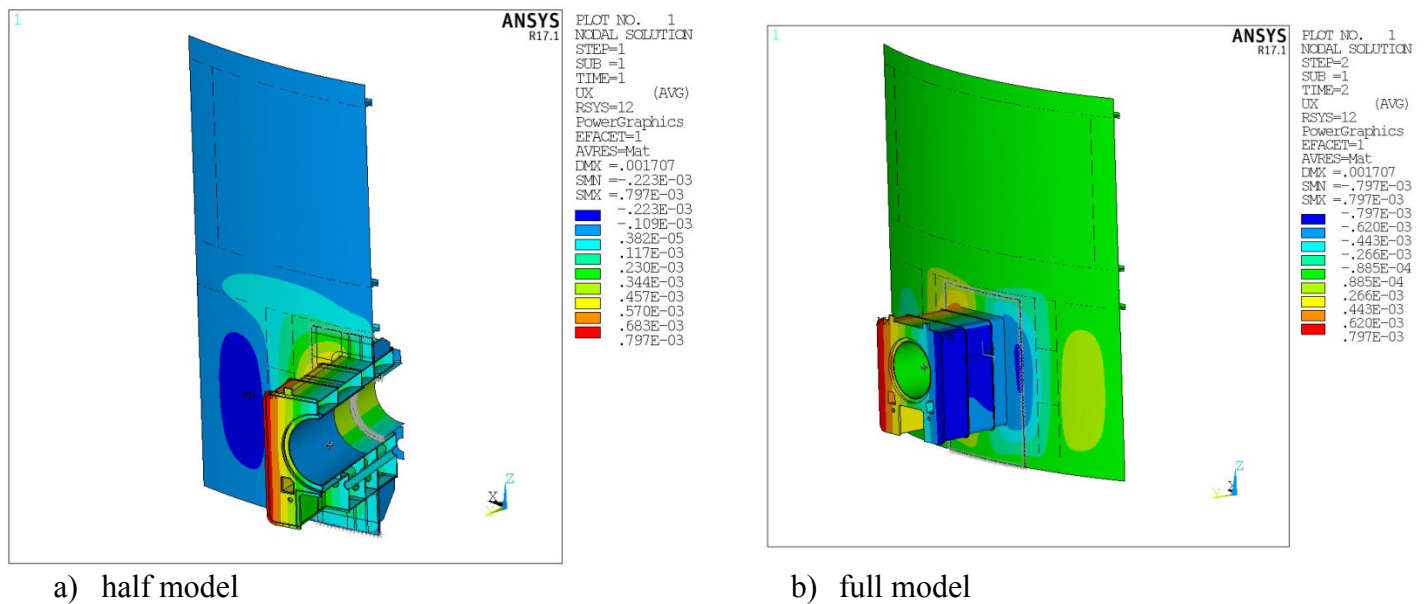 1
ANSYS
R17.1
PLOT NO. 1
NODAL SOLUTION
STEP=1
SUB =1
TIME=1
UX (AVG)
RSYS=12
PowerGraphics
EFACET=1
AVRES=Mat
DMX =.001707
SMN =-.223E-03
SMX =.797E-03
-.223E-03
-.109E-03
.382E-05
.117E-03
.230E-03
.344E-03
.457E-03
.570E-03
.683E-03
.797E-03
X
Y
Z
a) half model
1
ANSYS
R17.1
PLOT NO. 1
NODAL SOLUTION
STEP=2
SUB =1
TIME=2
UX (AVG)
RSYS=12
PowerGraphics
EFACET=1
AVRES=Mat
DMX =.001707
SMN =-.797E-03
SMX =.797E-03
-.797E-03
-.620E-03
-.443E-03
-.266E-03
-.885E-04
.885E-04
.266E-03
.443E-03
.620E-03
.797E-03
Z
b) full model